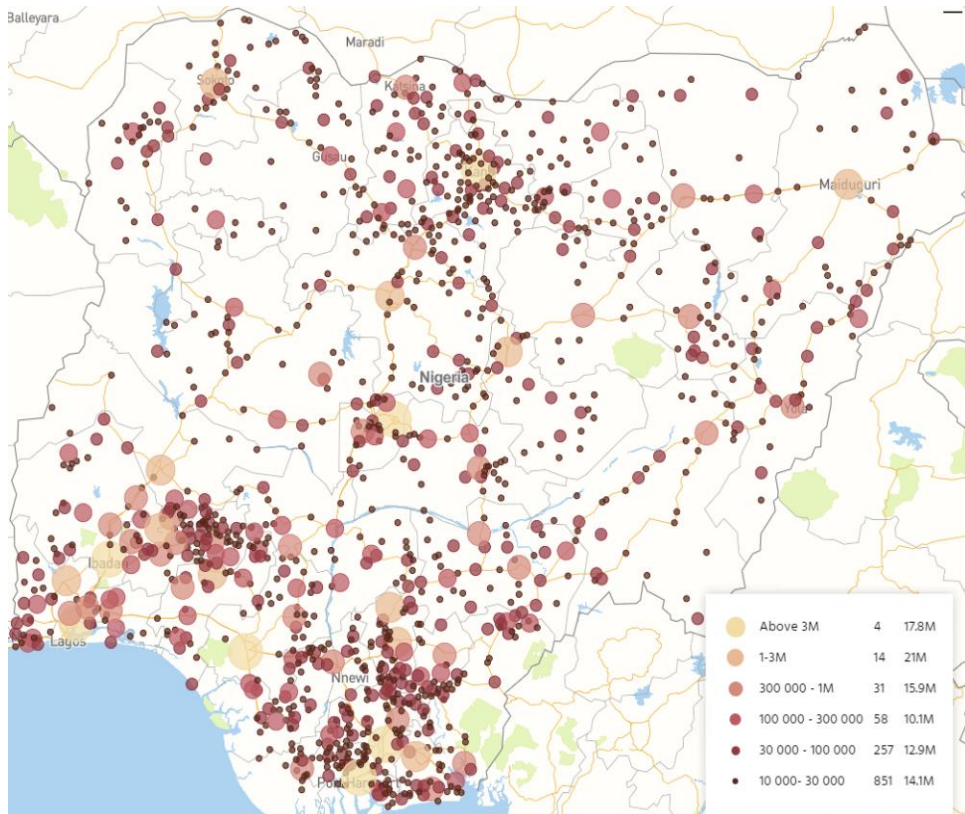 Balleyara
Maradi
Sokoto
Katsina
Gusau
Maiduguri
Nigeria
Yola
Ibadan
Lagos
Nnewi
Port Harcourt
Above 3M 4 17.8M
1-3M 14 21M
300 000 - 1M 31 15.9M
100 000 - 300 000 58 10.1M
30 000 - 100 000 257 12.9M
10 000- 30 000 851 14.1M